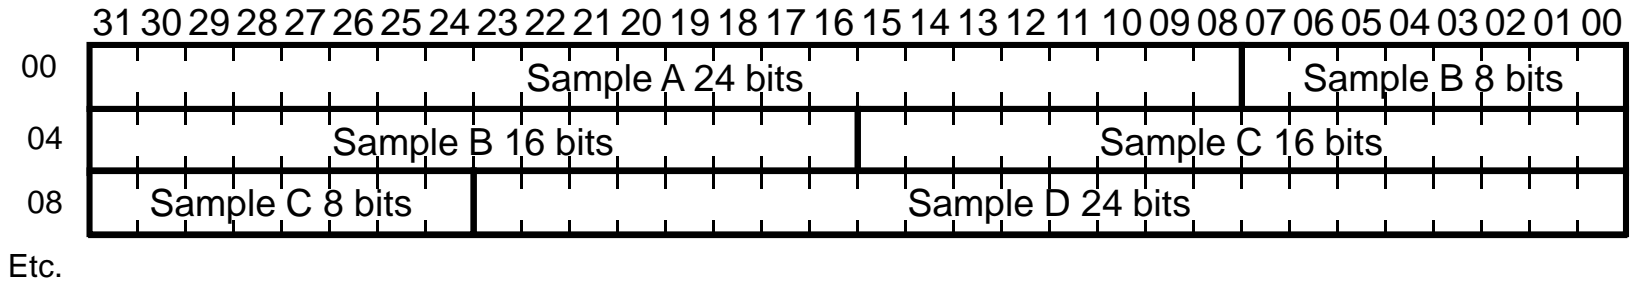 31 30 29 28 27 26 25 24 23 22 21 20 19 18 17 16 15 14 13 12 11 10 09 08 07 06 05 04 03 02 01 00
00 Sample A 24 bits Sample B 8 bits
04 Sample B 16 bits Sample C 16 bits
08 Sample C 8 bits Sample D 24 bits
Etc.